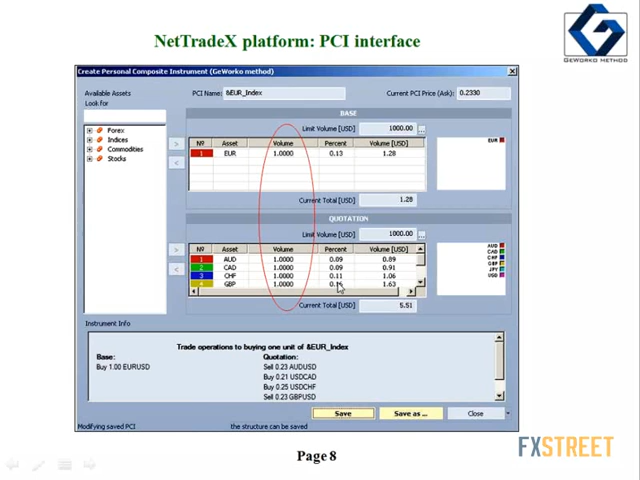 NetTradeX platform: PCI interface
GeWorko method
Create Personal Composite Instrument (GeWorko method)
Available Assets
PCI Name: &EUR_Index
Current PCI Price (Ask): 0.2330
Look for
BASE
Limit Volume [USD] 1000.00 ...
Forex
Indices
Commodities
Stocks
Nº Asset Volume Percent Volume [USD]
1 EUR 1.0000 0.13 1.28
EUR
Current Total [USD] 1.28
QUOTATION
Limit Volume [USD] 1000.00 ...
Nº Asset Volume Percent Volume [USD]
1 AUD 1.0000 0.09 0.89
2 CAD 1.0000 0.09 0.91
3 CHF 1.0000 0.11 1.06
4 GBP 1.0000 1.63
AUD
CAD
CHF
GBP
JPY
USD
Current Total [USD] 5.51
Instrument Info
Trade operations to buying one unit of &EUR_Index
Base: Quotation:
Buy 1.00 EURUSD Sell 0.23 AUDUSD
Buy 0.21 USDCAD
Buy 0.25 USDCHF
Sell 0.23 GBPUSD
Save Save as ... Close
Modifying saved PCI the structure can be saved
FXSTREET
Page 8